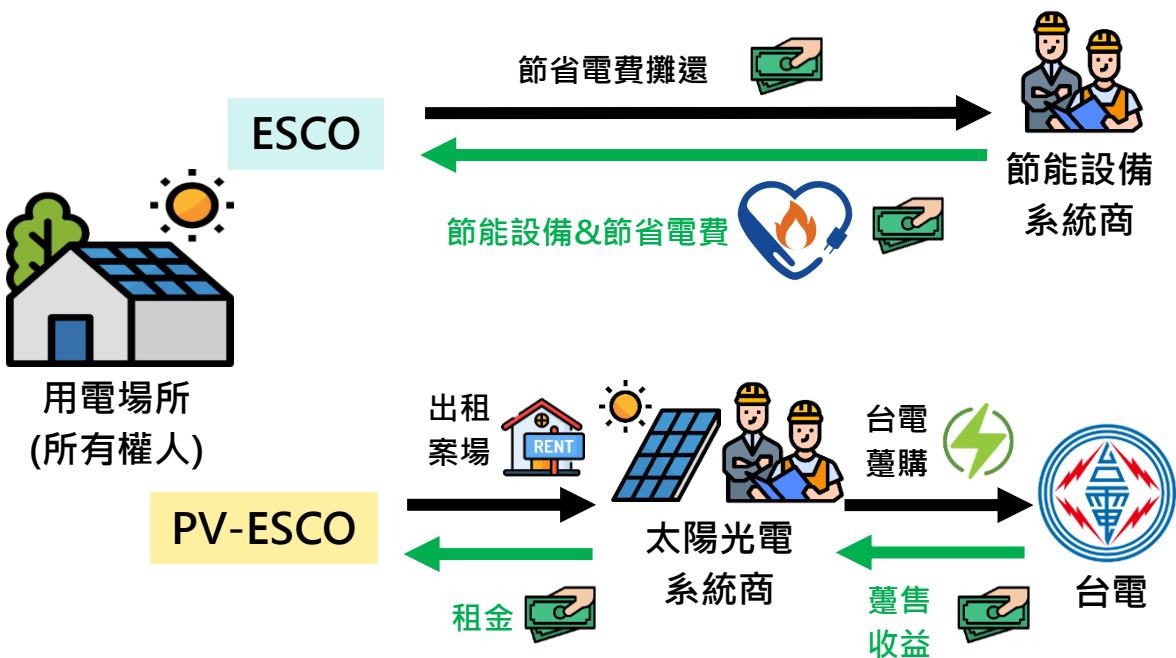 節省電費攤還
ESCO
節能設備
系統商
節能設備&節省電費
用電場所
(所有權人)
出租
案場
RENT
台電
躉購
PV-ESCO
太陽光電
系統商
台電
台電
租金
躉售
收益